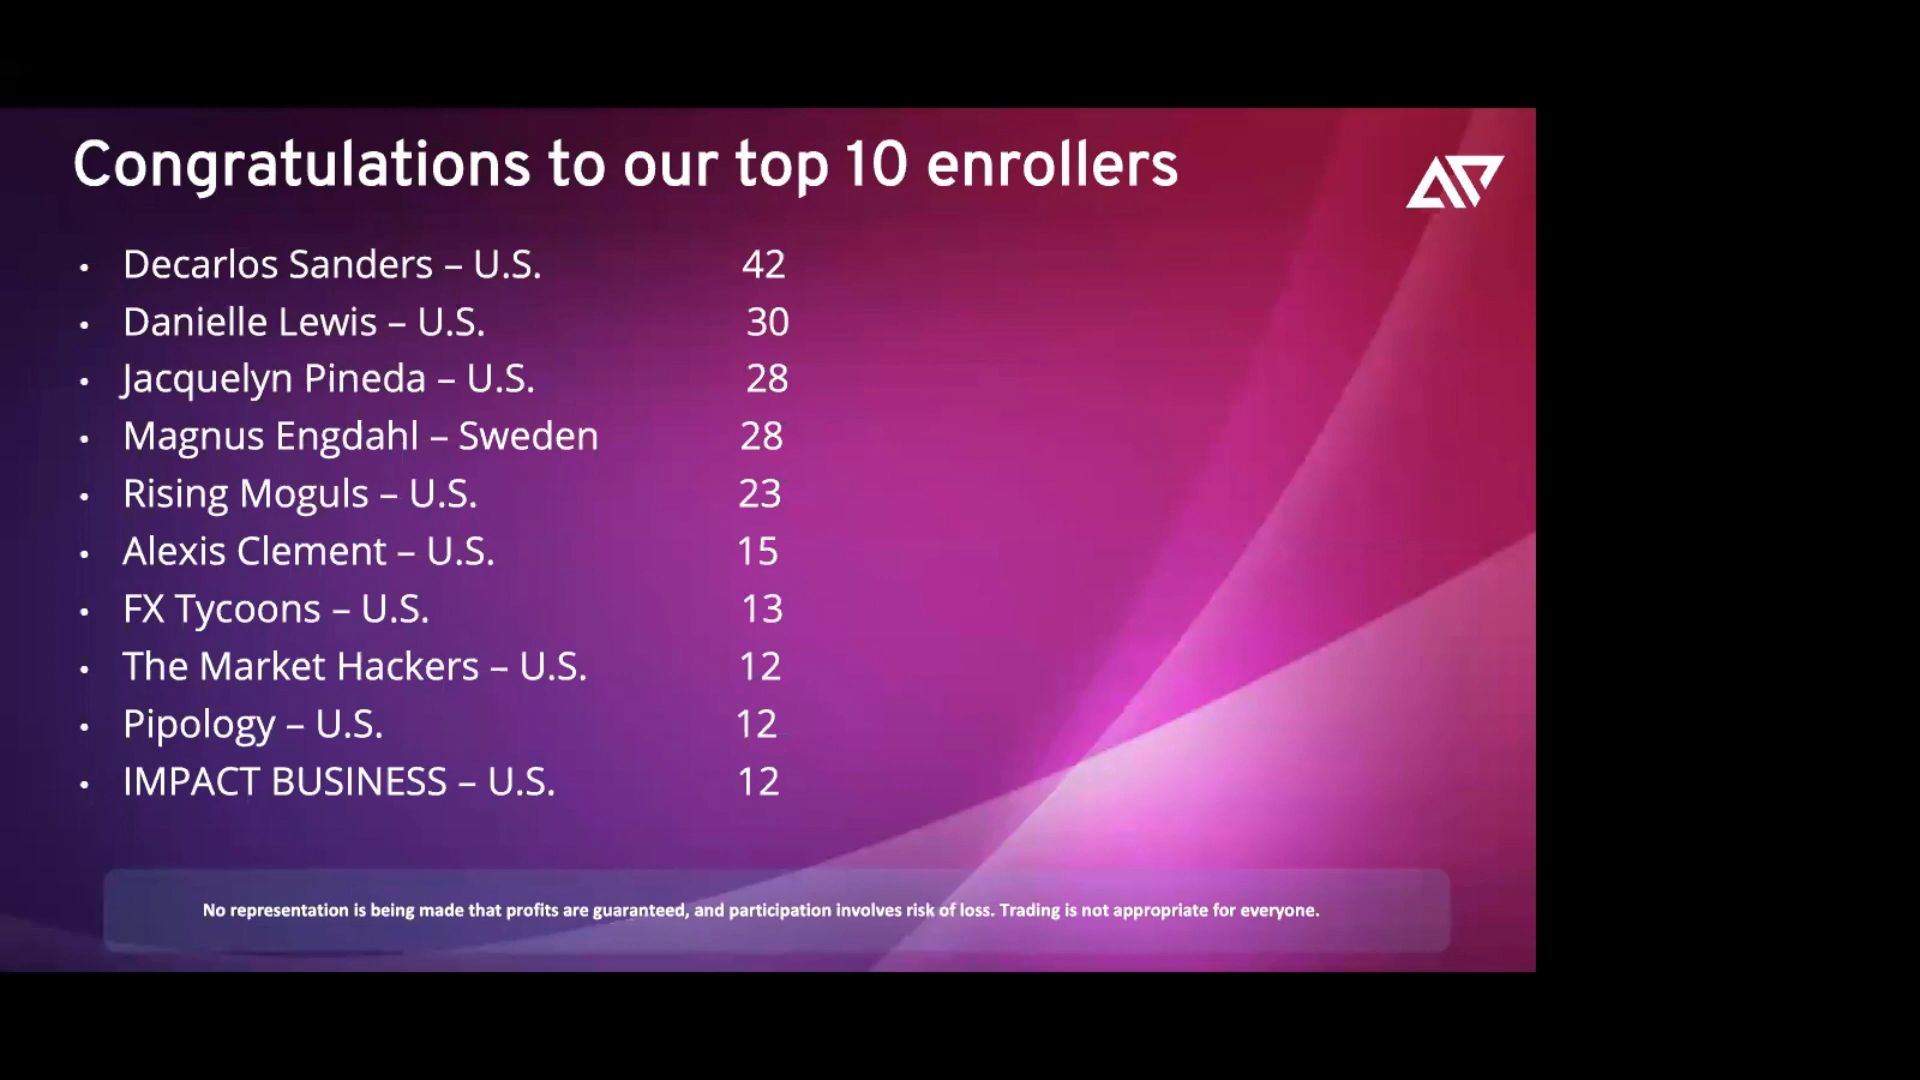 Congratulations to our top 10 enrollers
• Decarlos Sanders – U.S. 42
• Danielle Lewis – U.S. 30
• Jacquelyn Pineda – U.S. 28
• Magnus Engdahl – Sweden 28
• Rising Moguls – U.S. 23
• Alexis Clement – U.S. 15
• FX Tycoons – U.S. 13
• The Market Hackers – U.S. 12
• Pipology – U.S. 12
• IMPACT BUSINESS – U.S. 12
No representation is being made that profits are guaranteed, and participation involves risk of loss. Trading is not appropriate for everyone.